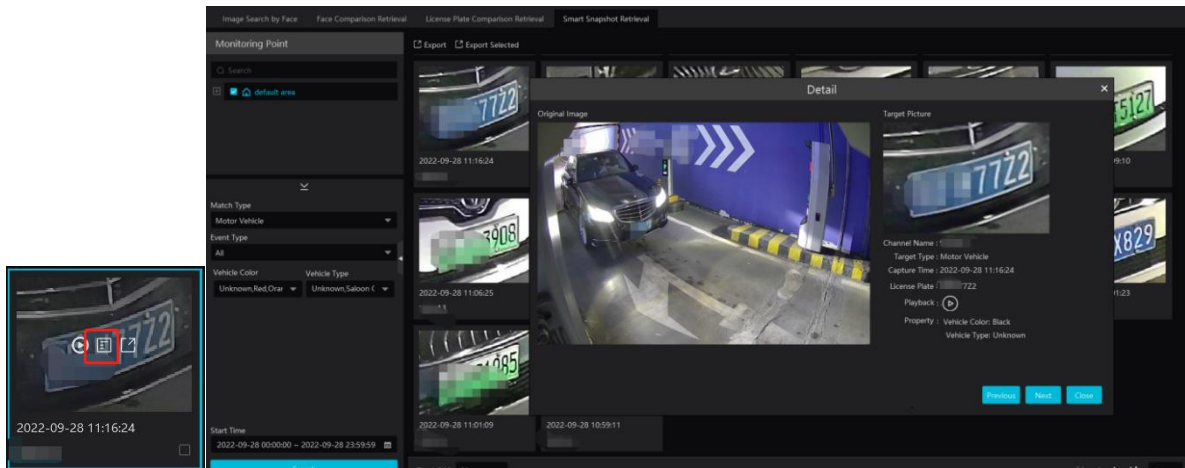 2022-09-28 11:16:24
Image Search by Face
Face Comparison Retrieval
License Plate Comparison Retrieval
Smart Snapshot Retrieval
Monitoring Point
Search
default area
Match Type
Motor Vehicle
Event Type
All
Vehicle Color
Vehicle Type
Unknown,Red,Orar
Unknown,Saloon (
Start Time
2022-09-28 00:00:00 ~ 2022-09-28 23:59:59
Export
Export Selected
77Z2
2022-09-28 11:16:24
2022-09-28 11:06:25
2022-09-28 11:01:09
2022-09-28 10:59:11
5127
X829
Detail
Original Image
Target Picture
77Z2
Channel Name :
Target Type : Motor Vehicle
Capture Time : 2022-09-28 11:16:24
License Plate 7Z2
Playback :
Property : Vehicle Color: Black
Vehicle Type: Unknown
Previous
Next
Close